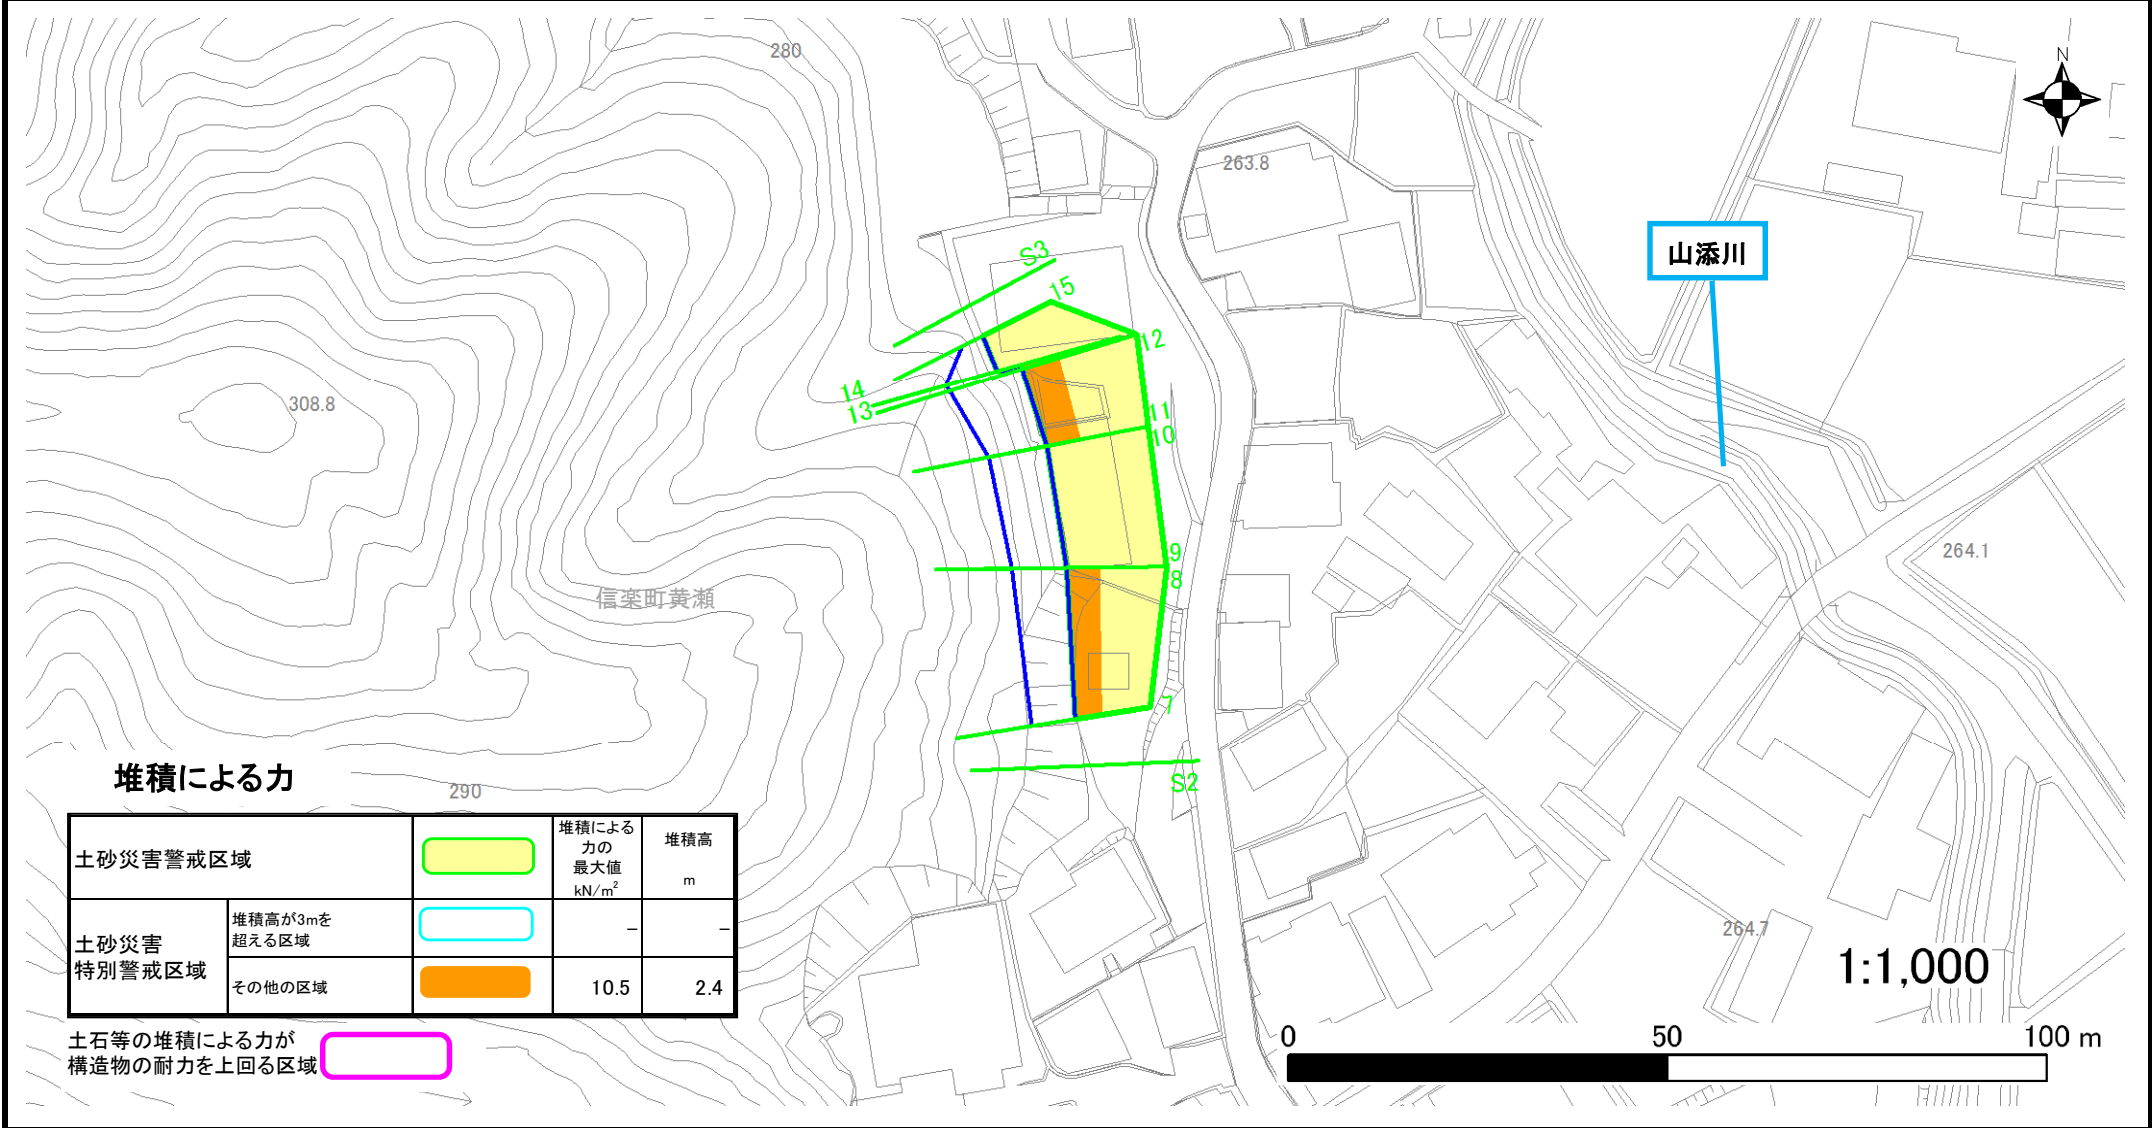 280
N
263.8
山添川
S3
15
12
14
13
308.8
11
10
9
8
264.1
信楽町黄瀬
7
S2
堆積による力
290
土砂災害警戒区域
堆積による
力の
最大値
kN/m²
堆積高
m
土砂災害
特別警戒区域
堆積高が3mを
超える区域
–
–
その他の区域
10.5
2.4
土石等の堆積による力が
構造物の耐力を上回る区域
264.7
1:1,000
0
50
100 m